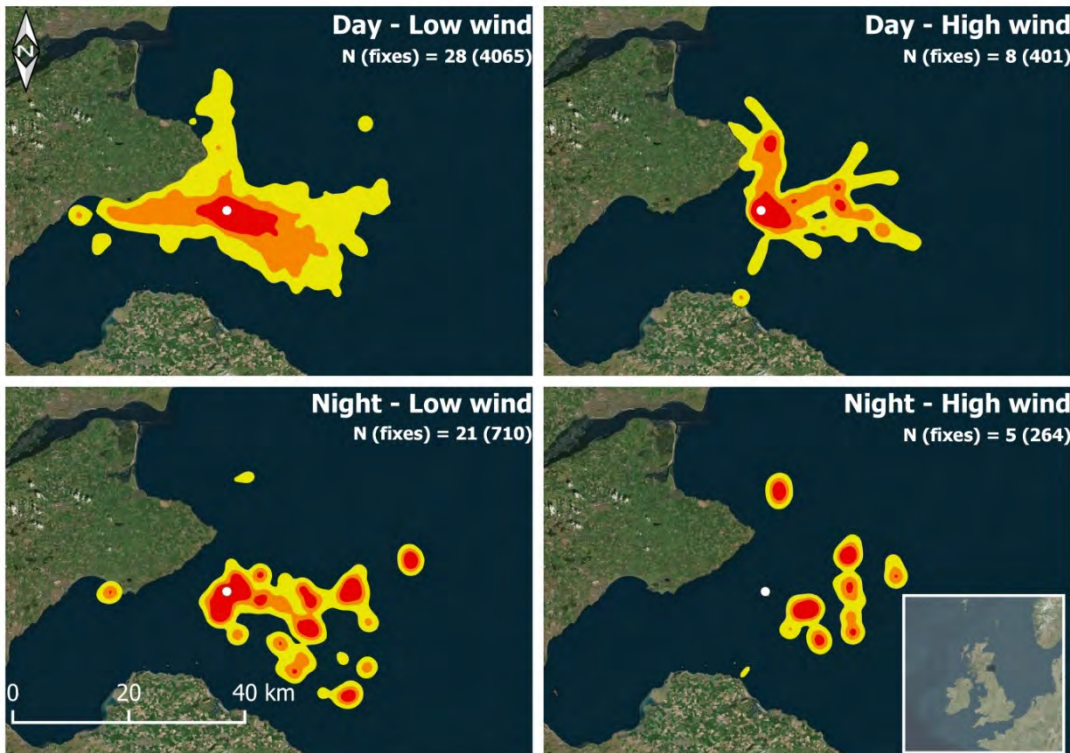 N
Day - Low wind
N (fixes) = 28 (4065)
Day - High wind
N (fixes) = 8 (401)
Night - Low wind
N (fixes) = 21 (710)
Night - High wind
N (fixes) = 5 (264)
0 20 40 km